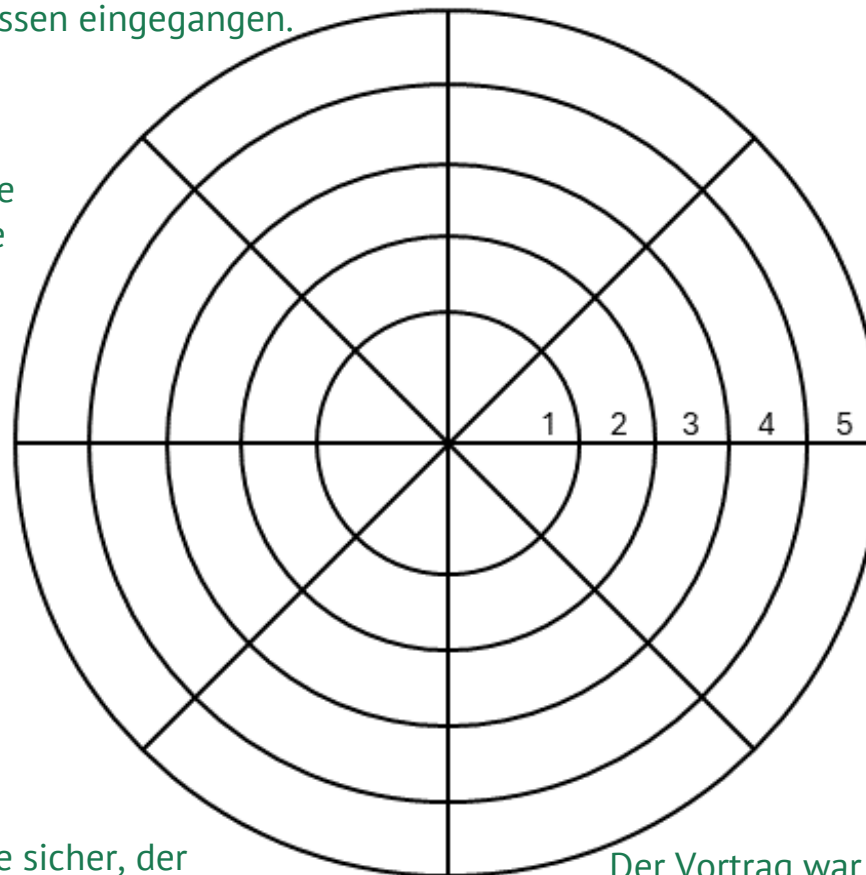 ssen eingegangen.
e
e
1 2 3 4 5
e sicher, der
Der Vortrag war